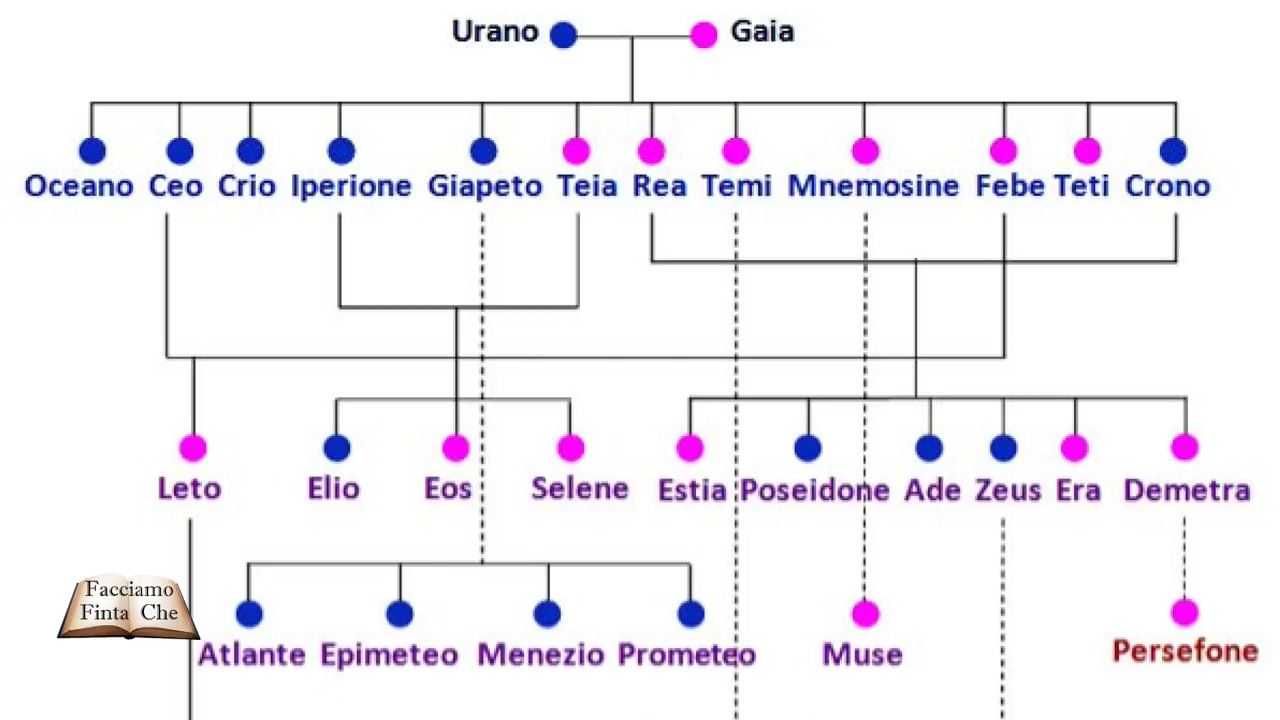 Urano Gaia
Oceano Ceo Crio Iperione Giapeto Teia Rea Temi Mnemosine Febe Teti Crono
Leto Elio Eos Selene Estia Poseidone Ade Zeus Era Demetra
Facciamo
Finta Che
Atlante Epimeteo Menezio Prometeo Muse Persefone